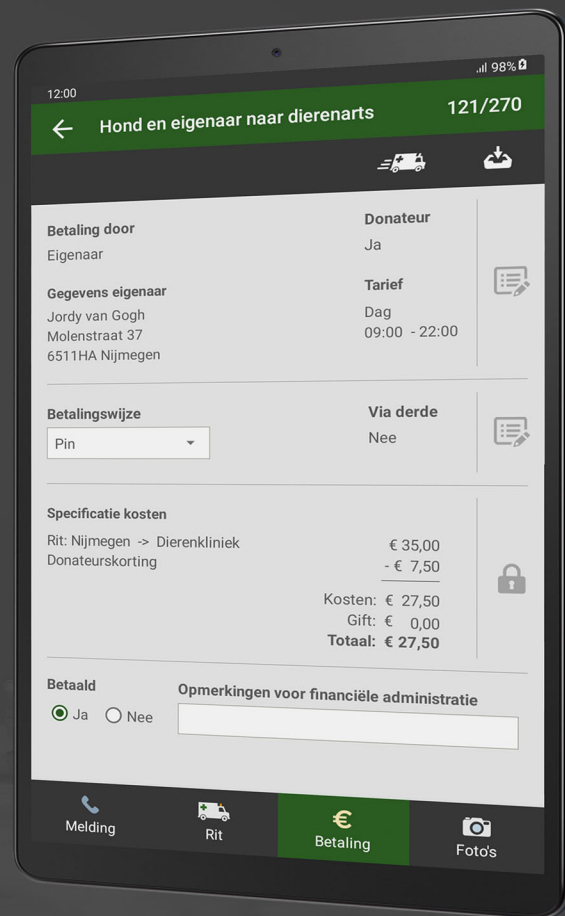 12:00
98%
Hond en eigenaar naar dierenarts
121/270
Betaling door
Eigenaar
Donateur
Ja
Gegevens eigenaar
Jordy van Gogh
Molenstraat 37
6511HA Nijmegen
Tarief
Dag
09:00 - 22:00
Betalingswijze
Pin
Via derde
Nee
Specificatie kosten
Rit: Nijmegen -> Dierenkliniek € 35,00
Donateurskorting - € 7,50
Kosten: € 27,50
Gift: € 0,00
Totaal: € 27,50
Betaald
Ja Nee
Opmerkingen voor financiële administratie
Melding
Rit
€
Betaling
Foto's